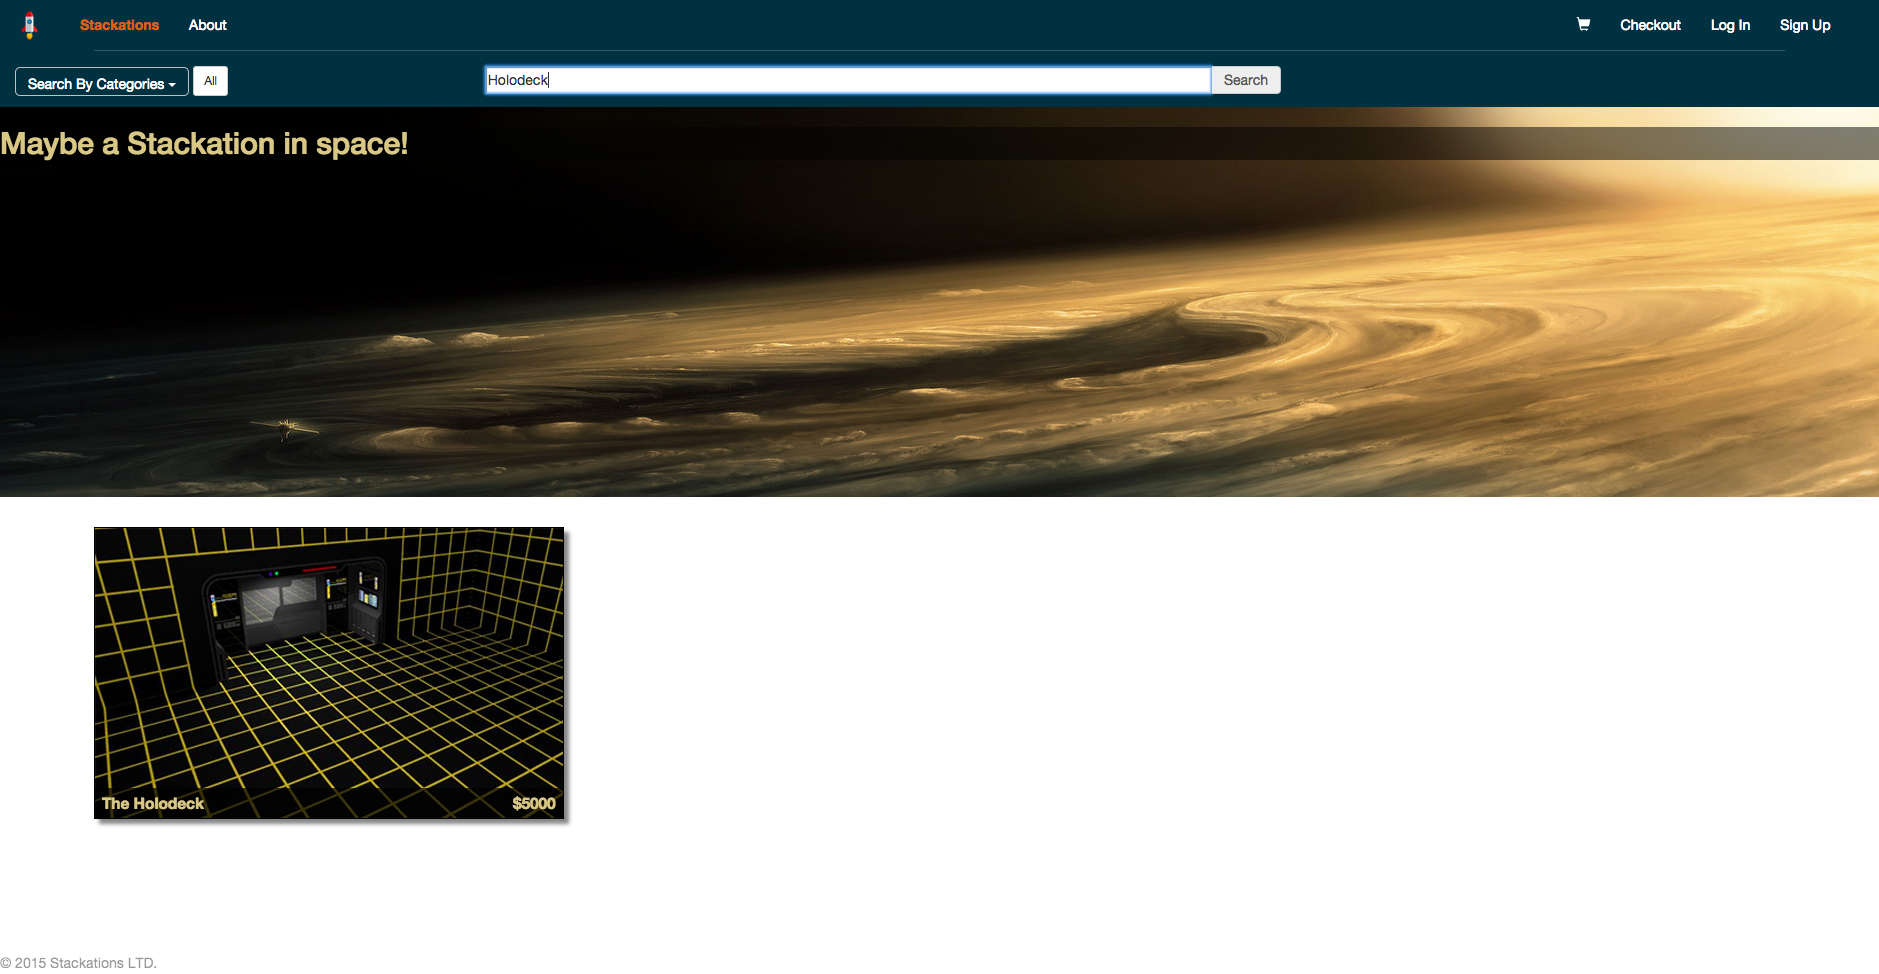 Stackations About Checkout Log In Sign Up
Search By Categories All Holodeck Search
Maybe a Stackation in space!
The Holodeck $5000
© 2015 Stackations LTD.